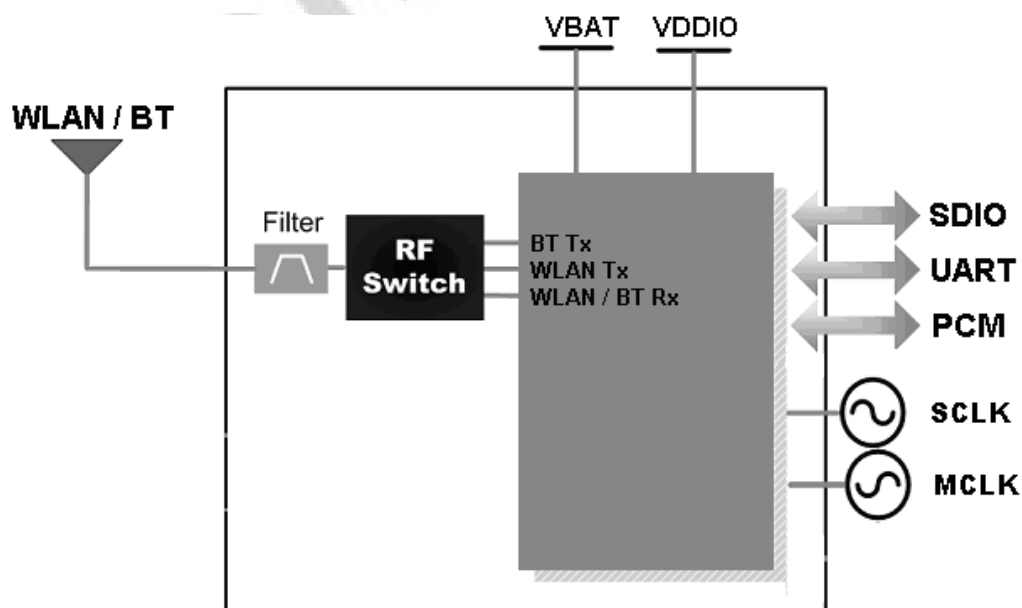 VBAT VDDIO
WLAN / BT
Filter
RF
Switch
BT Tx
WLAN Tx
WLAN / BT Rx
SDIO
UART
PCM
SCLK
MCLK